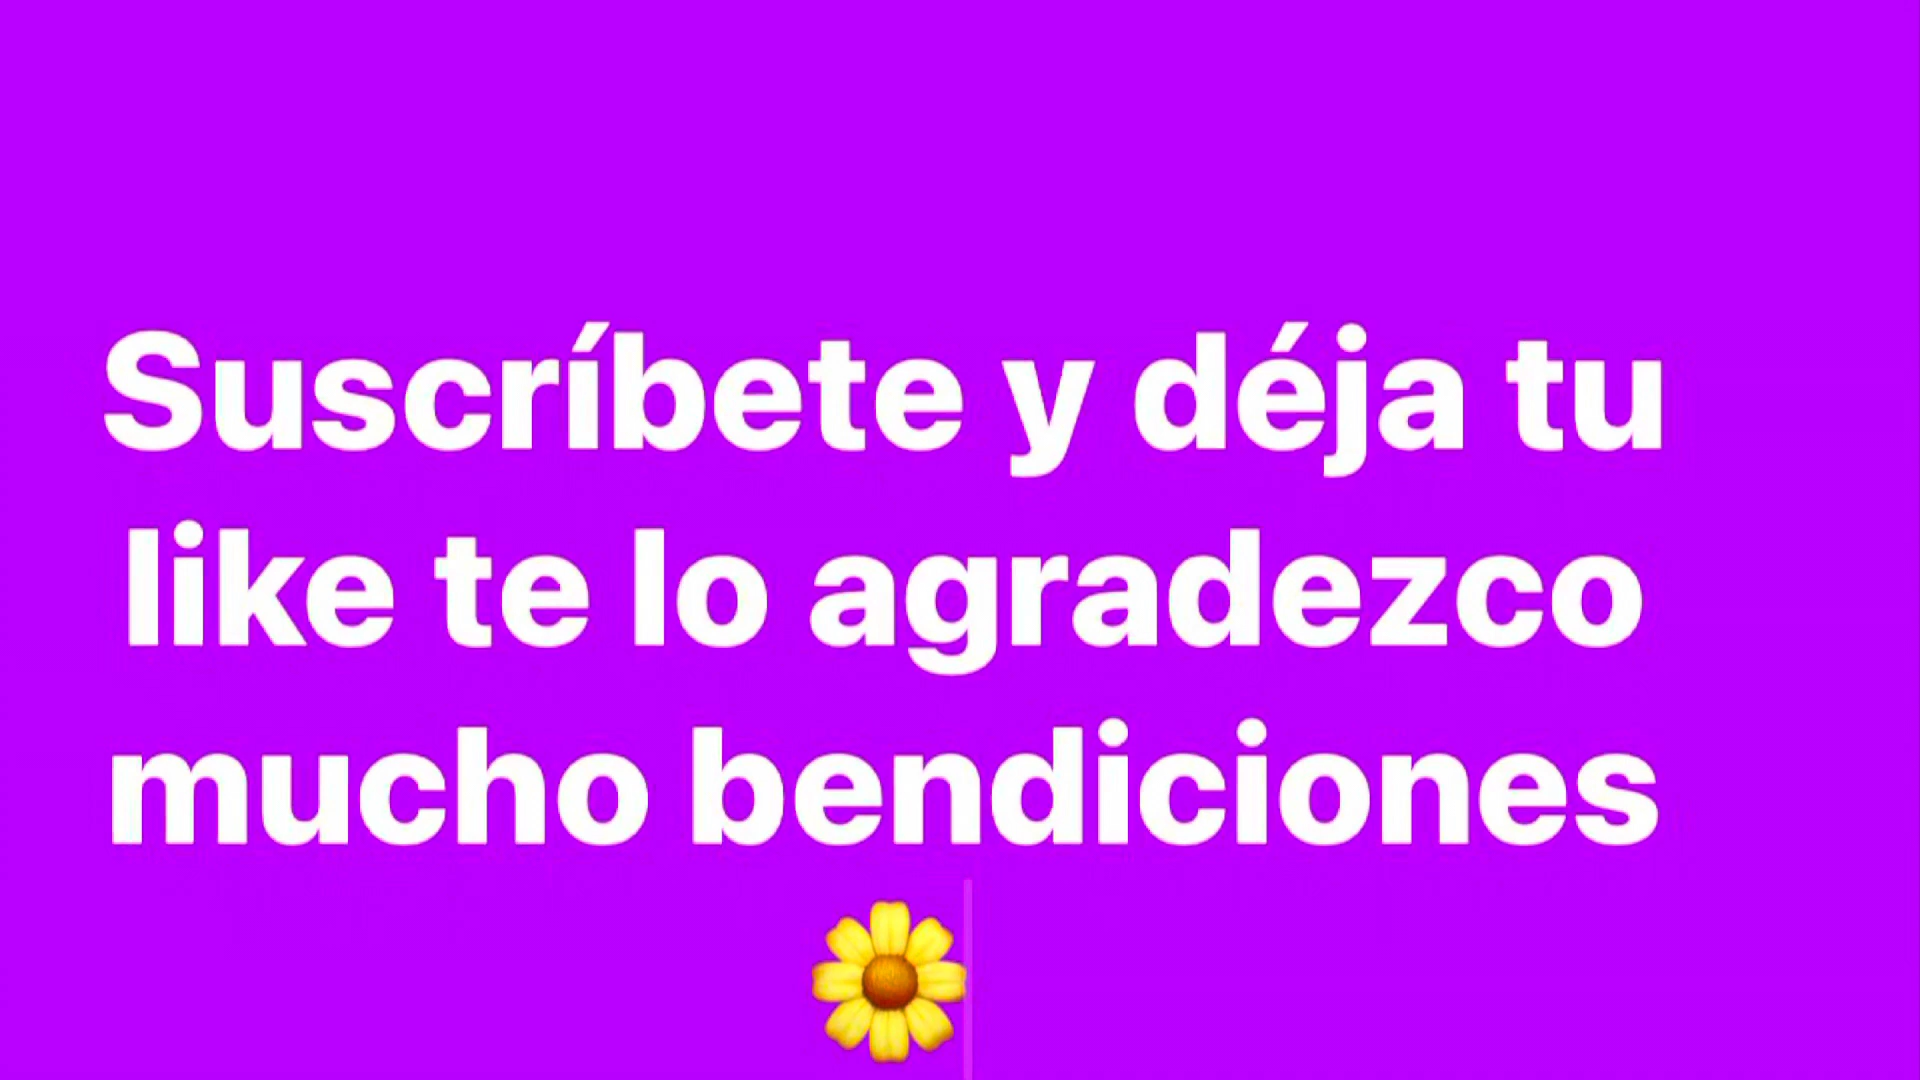 Suscríbete y déja tu
like te lo agradezco
mucho bendiciones
🌼